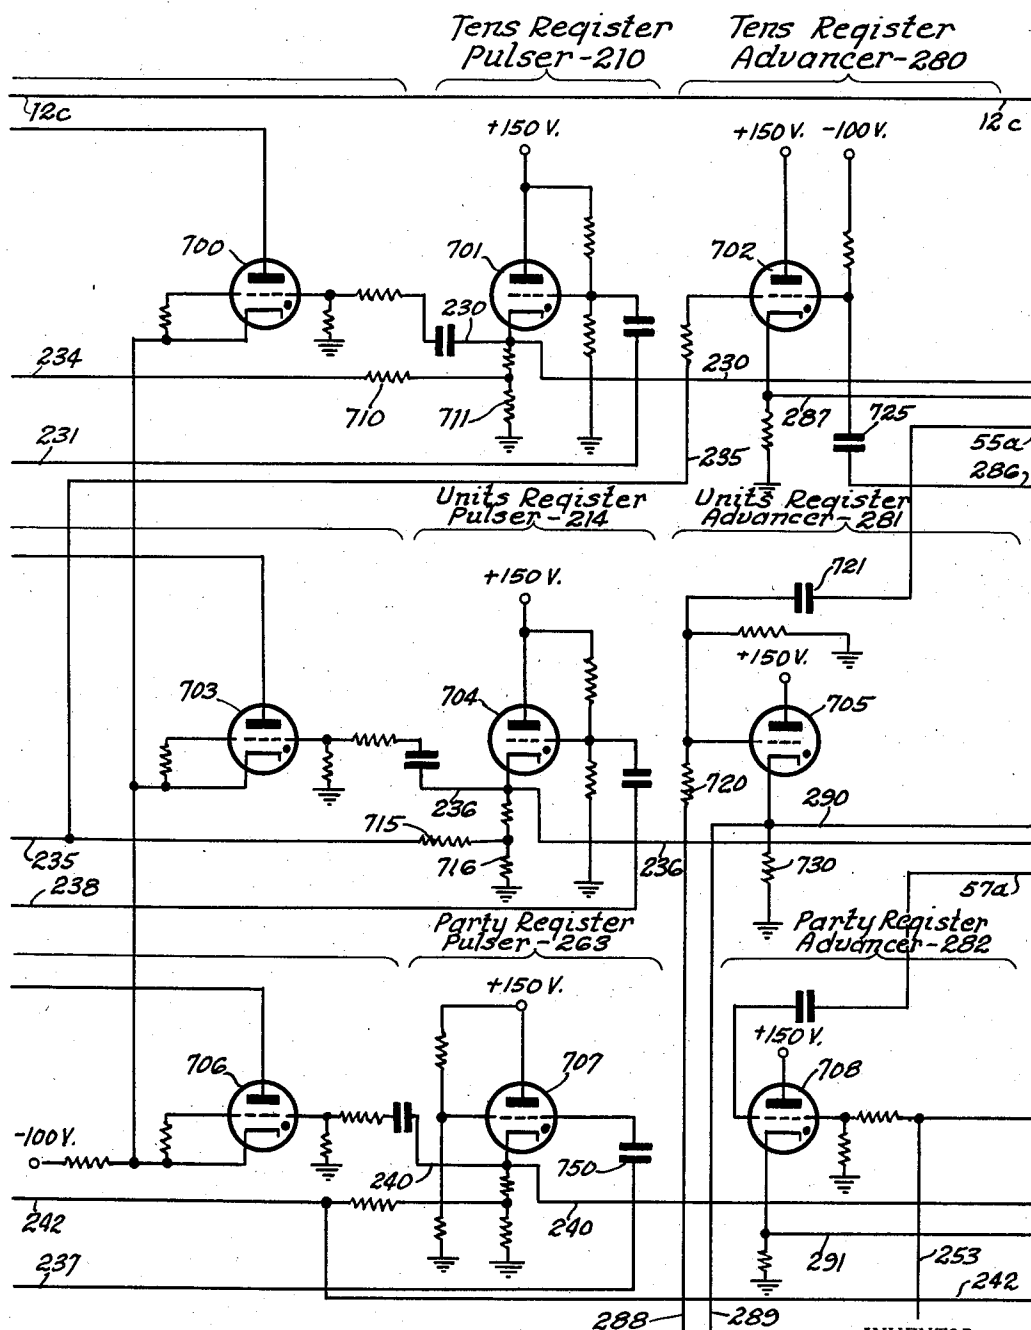 Tens Register
Pulser-210
Tens Register
Advancer-280
12c
12c
+150 V.
+150 V.
-100 V.
700
701
702
230
234
710
711
230
287
725
231
235
55a
286
Units Register
Pulser-214
Units Register
Advancer-281
721
+150 V.
+150 V.
703
704
705
720
236
290
715
235
716
236
730
238
57a
Party Register
Pulser-263
Party Register
Advancer-282
+150 V.
+150 V.
706
707
708
-100 V.
240
750
242
240
291
253
237
242
288
289